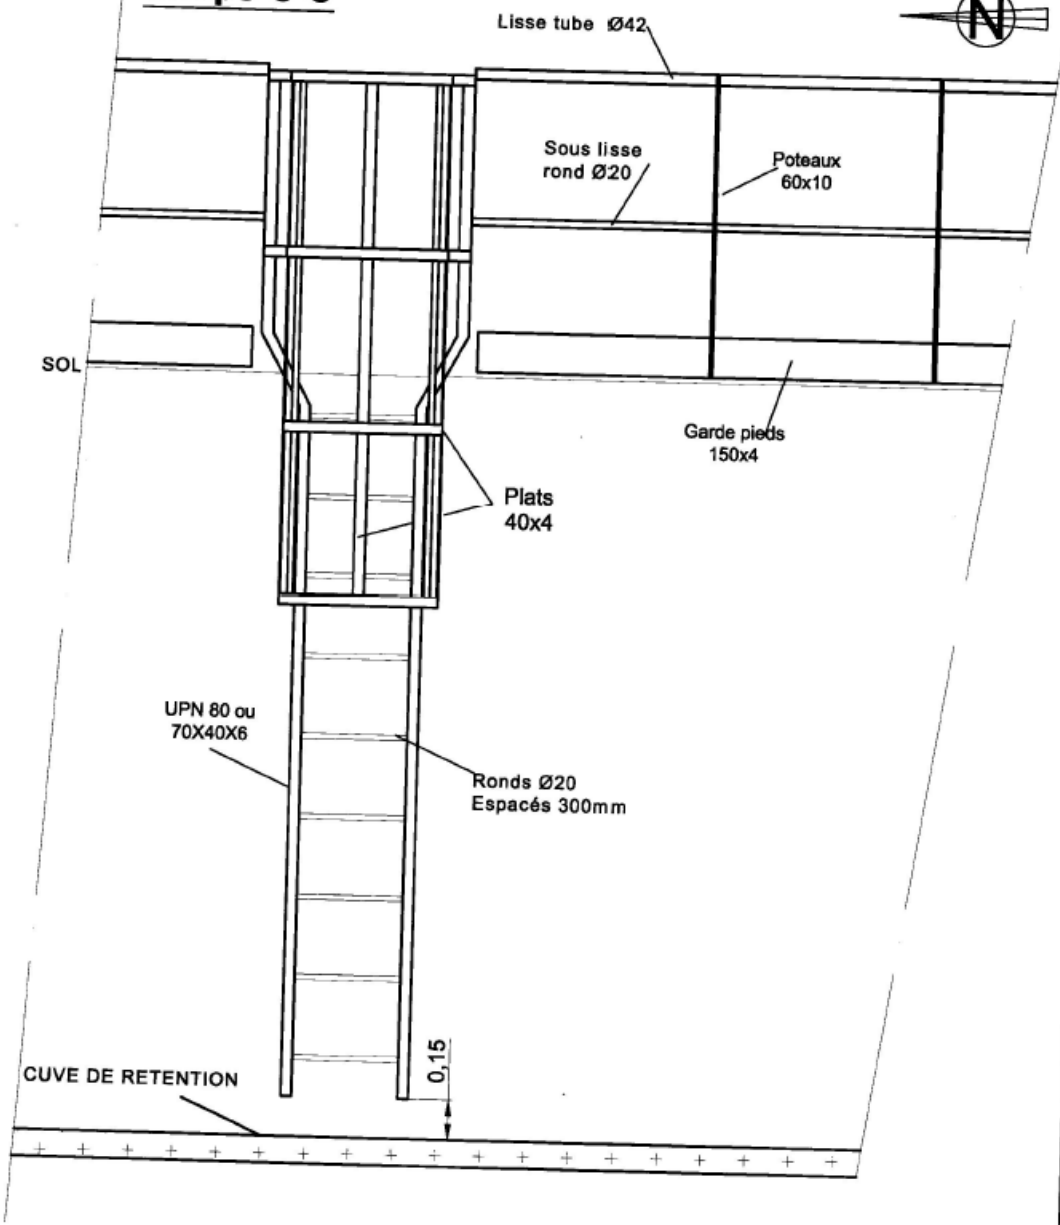 Lisse tube Ø42
N
Sous lisse
rond Ø20
Poteaux
60x10
SOL
Garde pieds
150x4
Plats
40x4
UPN 80 ou
70X40X6
Ronds Ø20
Espacés 300mm
0,15
CUVE DE RETENTION